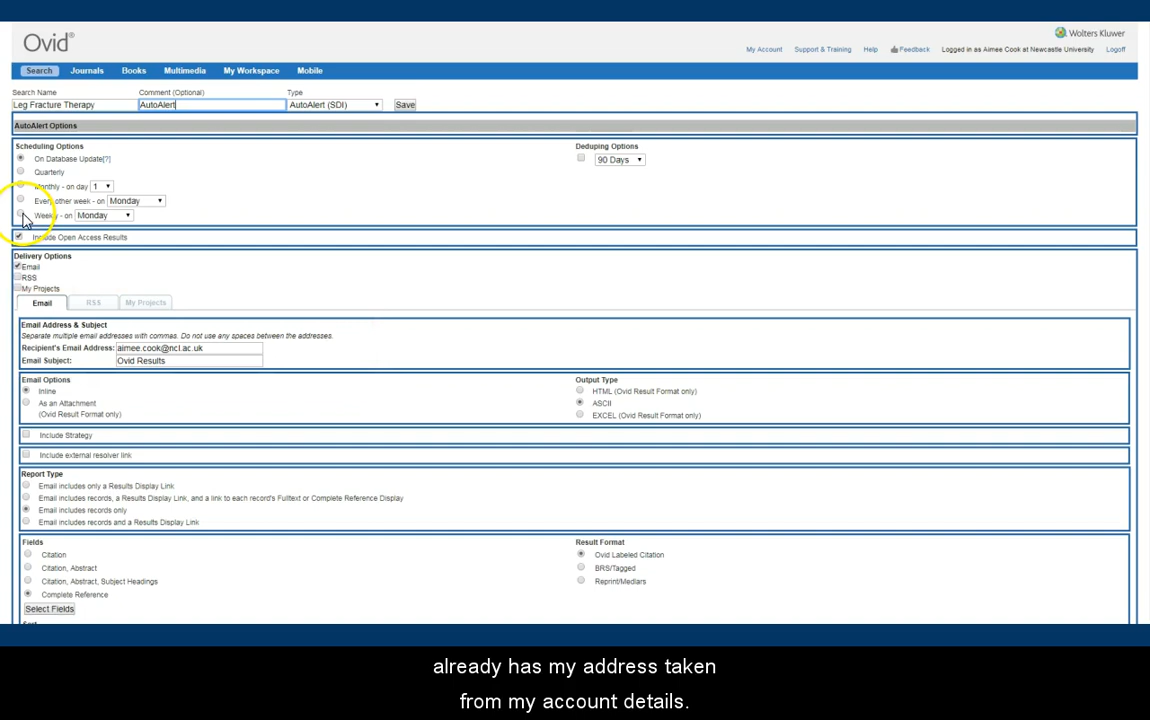 Ovid®
Wolters Kluwer
My Account Support & Training Help Feedback Logged in as Aimee Cook at Newcastle University Logoff
Search Journals Books Multimedia My Workspace Mobile
Search Name Comment (Optional) Type
Leg Fracture Therapy AutoAlert AutoAlert (SDI) Save
AutoAlert Options
Scheduling Options Deduping Options
On Database Update[?] 90 Days
Quarterly
Monthly - on day 1
Every other week - on Monday
Weekly - on Monday
Include Open Access Results
Delivery Options
Email
RSS
My Projects
Email RSS My Projects
Email Address & Subject
Separate multiple email addresses with commas. Do not use any spaces between the addresses.
Recipient's Email Address: aimee.cook@ncl.ac.uk
Email Subject: Ovid Results
Email Options Output Type
Inline HTML (Ovid Result Format only)
As an Attachment ASCII
(Ovid Result Format only) EXCEL (Ovid Result Format only)
Include Strategy
Include external resolver link
Report Type
Email includes only a Results Display Link
Email includes records, a Results Display Link, and a link to each record's Fulltext or Complete Reference Display
Email includes records only
Email includes records and a Results Display Link
Fields Result Format
Citation Ovid Labeled Citation
Citation, Abstract BRS/Tagged
Citation, Abstract, Subject Headings Reprint/Medlars
Complete Reference
Select Fields
already has my address taken
from my account details.